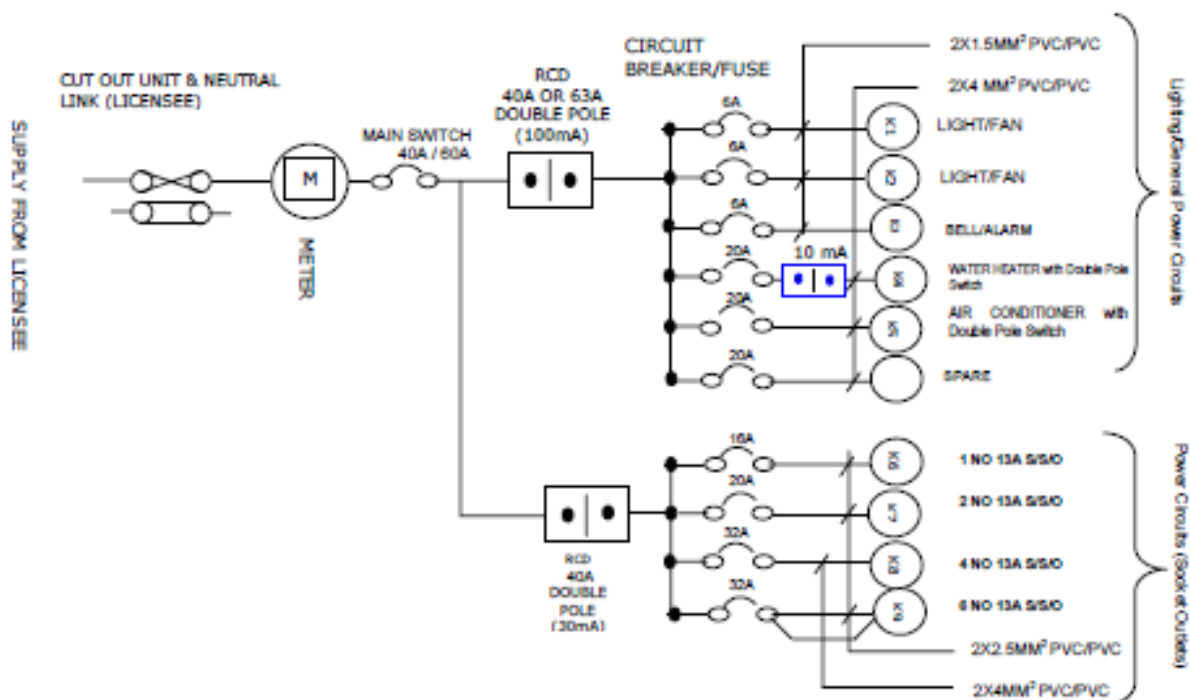 SUPPLY FROM LICENSEE
CUT OUT UNIT & NEUTRAL
LINK (LICENSEE)
METER
M
MAIN SWITCH
40A / 60A
RCD
40A OR 63A
DOUBLE POLE
(100mA)
CIRCUIT
BREAKER/FUSE
2X1.5MM² PVC/PVC
2X4 MM² PVC/PVC
6A
K1
LIGHT/FAN
6A
LIGHT/FAN
6A
BELL/ALARM
20A
10 mA
WATER HEATER with Double Pole
Switch
20A
AIR CONDITIONER with
Double Pole Switch
20A
SPARE
Lighting/General Power Circuits
RCD
40A
DOUBLE
POLE
(30mA)
16A
K6
1 NO 13A S/S/O
20A
K7
2 NO 13A S/S/O
32A
K8
4 NO 13A S/S/O
32A
K9
6 NO 13A S/S/O
2X2.5MM² PVC/PVC
2X4MM² PVC/PVC
Power Circuits (Socket Outlets)